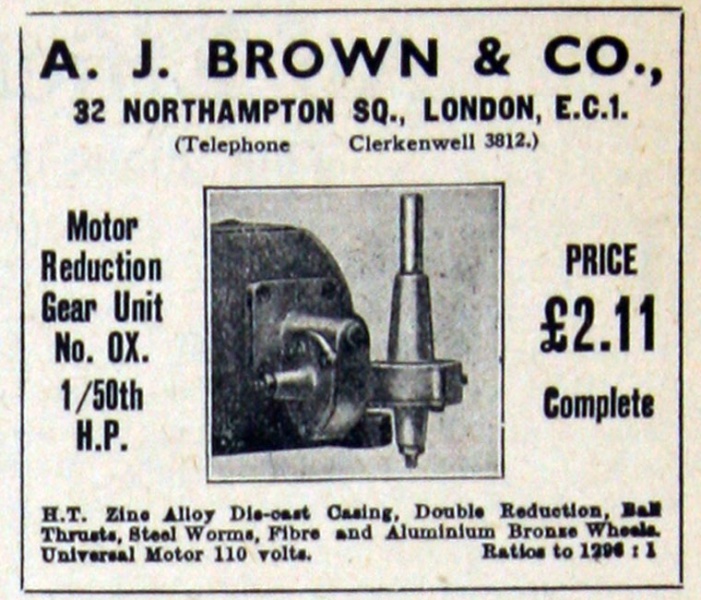 A. J. BROWN & CO.,
32 NORTHAMPTON SQ., LONDON, E.C.1.
(Telephone Clerkenwell 3812.)
Motor
Reduction
Gear Unit
No. OX.
1/50th
H.P.
PRICE
£2.11
Complete
H.T. Zinc Alloy Die-cast Casing, Double Reduction, Ball
Thrusts, Steel Worms, Fibre and Aluminium Bronze Wheels.
Universal Motor 110 volts. Ratios to 1296 : 1